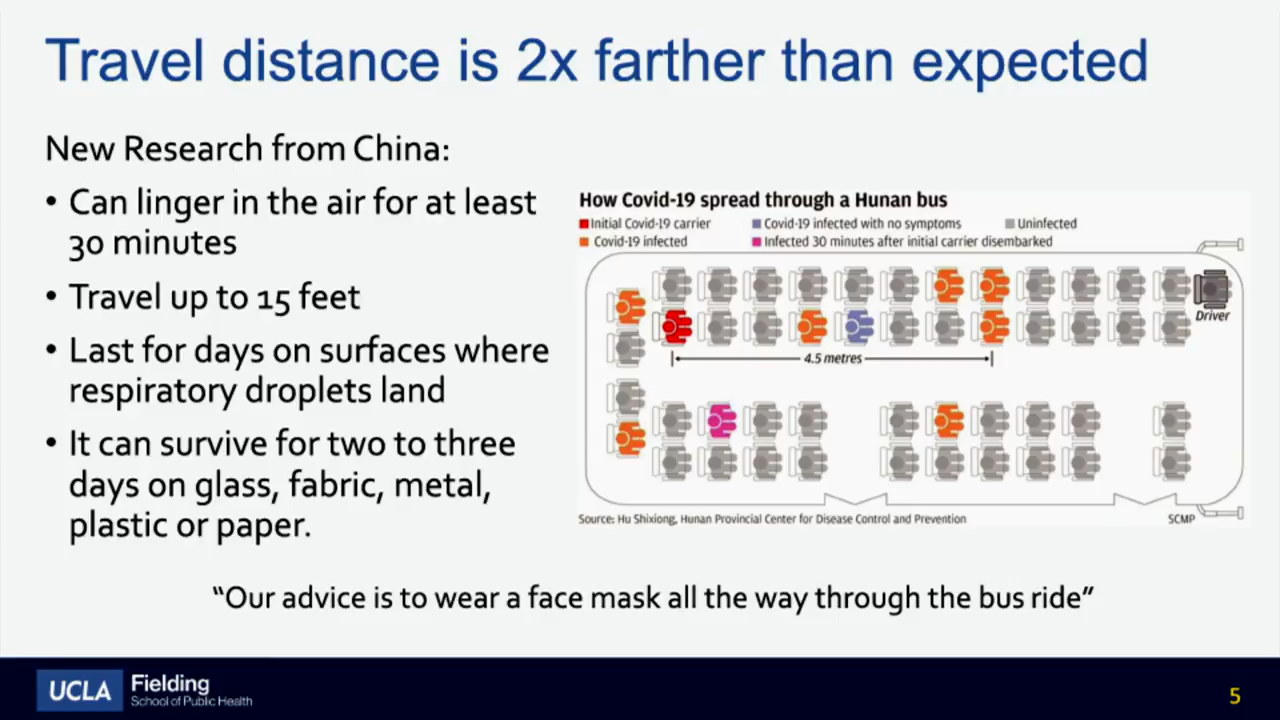 Travel distance is 2x farther than expected
New Research from China:
• Can linger in the air for at least
30 minutes
• Travel up to 15 feet
• Last for days on surfaces where
respiratory droplets land
• It can survive for two to three
days on glass, fabric, metal,
plastic or paper.
How Covid-19 spread through a Hunan bus
Initial Covid-19 carrier
Covid-19 infected with no symptoms
Uninfected
Covid-19 infected
Infected 30 minutes after initial carrier disembarked
Driver
4.5 metres
Source: Hu Shixiong, Hunan Provincial Center for Disease Control and Prevention
SCMP
“Our advice is to wear a face mask all the way through the bus ride”
UCLA
Fielding
School of Public Health
5